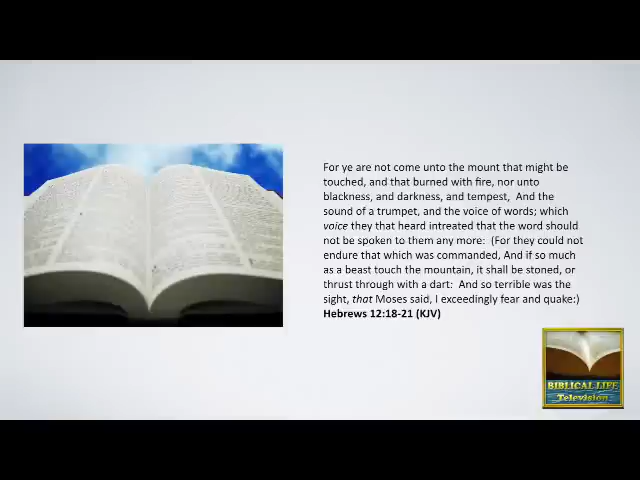 For ye are not come unto the mount that might be
touched, and that burned with fire, nor unto
blackness, and darkness, and tempest,  And the
sound of a trumpet, and the voice of words; which
voice they that heard intreated that the word should
not be spoken to them any more:  (For they could not
endure that which was commanded, And if so much
as a beast touch the mountain, it shall be stoned, or
thrust through with a dart:  And so terrible was the
sight, that Moses said, I exceedingly fear and quake:)
Hebrews 12:18-21 (KJV)
BIBLICAL LIFE
Television